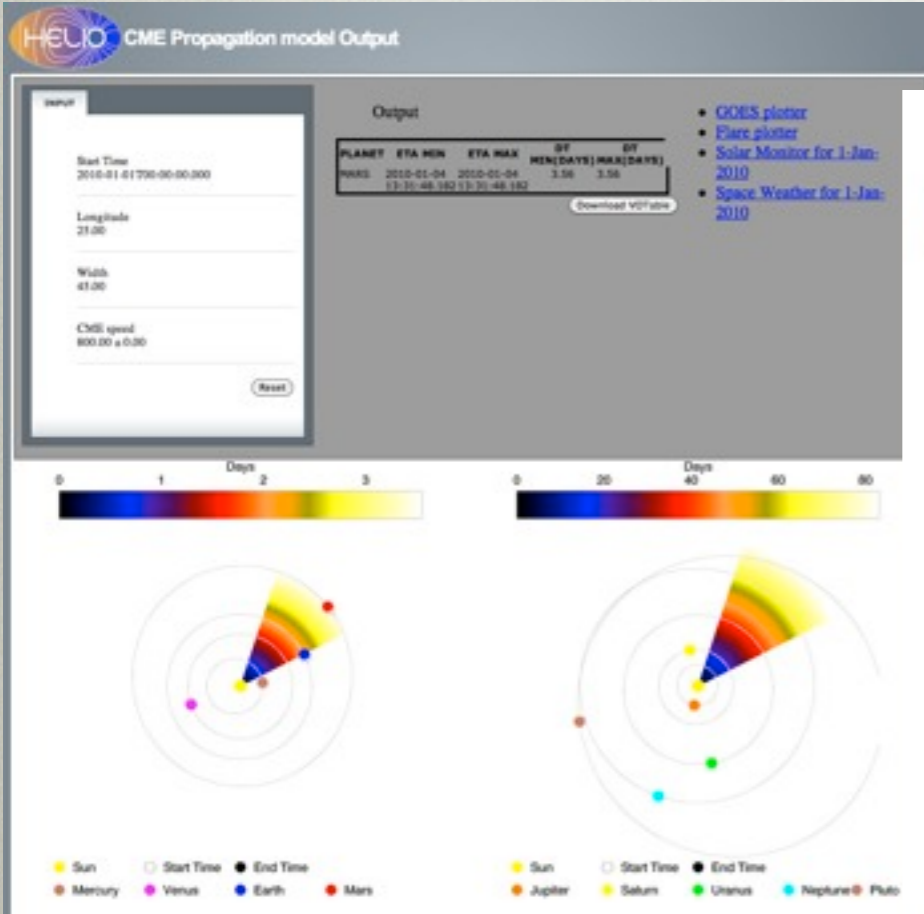 HELIO CME Propagation model Output
INPUT
Start Time
2010-01-01T00:00:00.000
Longitude
25.00
Width
45.00
CME speed
800.00 ± 0.00
Reset
Output
PLANET ETA MIN ETA MAX DT MIN(DAYS) DT MAX(DAYS)
MARS 2010-01-04 13:31:48.182 2010-01-04 13:31:48.182 3.56 3.56
Download VOTable
GOES plotter
Flare plotter
Solar Monitor for 1-Jan-
2010
Space Weather for 1-Jan-
2010
Days
0 1 2 3
Days
0 20 40 60 80
Sun Start Time End Time
Mercury Venus Earth Mars
Sun Start Time End Time
Jupiter Saturn Uranus Neptune Pluto